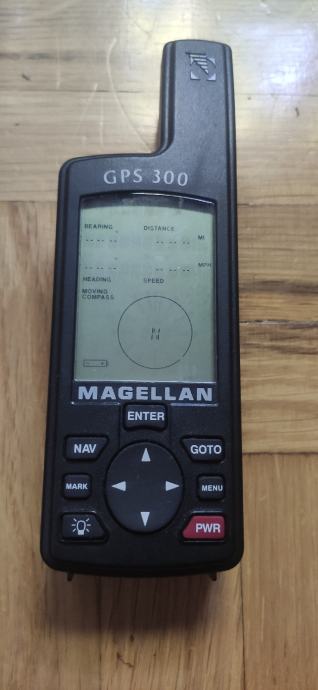 GPS 300
BEARING DISTANCE
--.-- --.-- MI
--.-- --.-- MPH
HEADING SPEED
MOVING
COMPASS
MAGELLAN
ENTER
NAV GOTO
MARK MENU
PWR